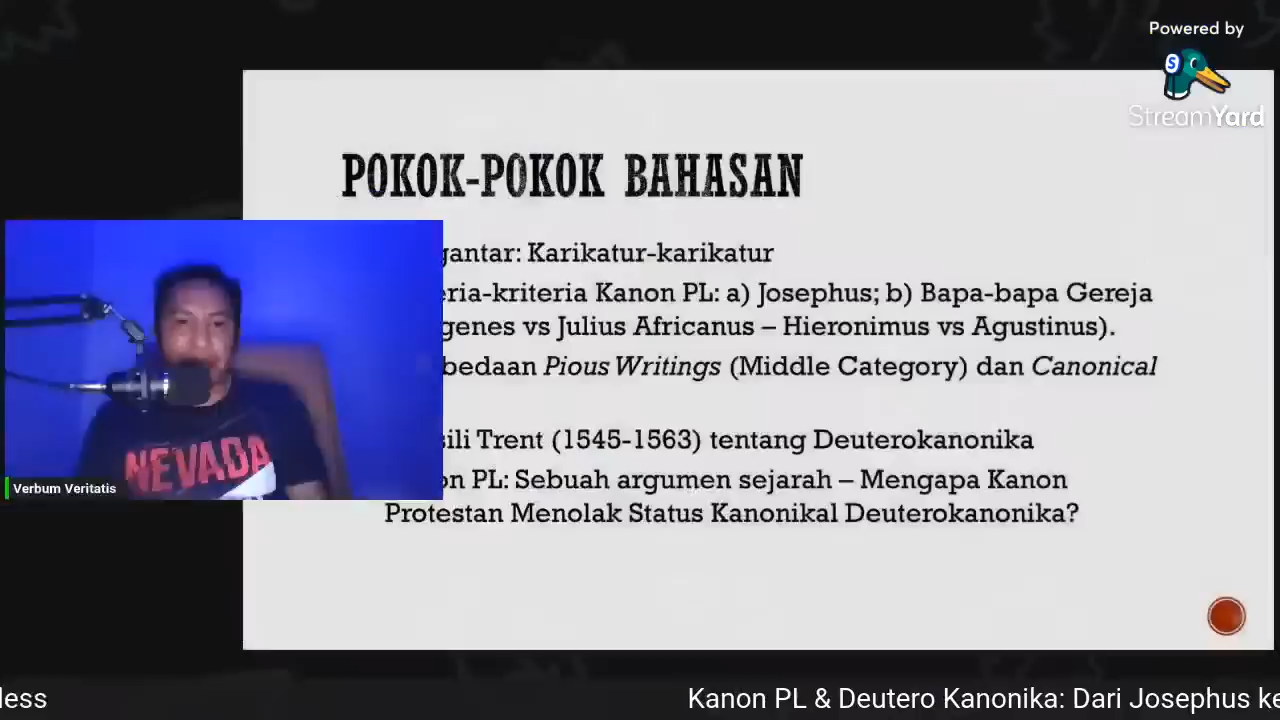 Powered by
StreamYard
POKOK-POKOK BAHASAN
gantar: Karikatur-karikatur
eria-kriteria Kanon PL: a) Josephus; b) Bapa-bapa Gereja
genes vs Julius Africanus – Hieronimus vs Agustinus).
bedaan Pious Writings (Middle Category) dan Canonical
sili Trent (1545-1563) tentang Deuterokanonika
on PL: Sebuah argumen sejarah – Mengapa Kanon
Protestan Menolak Status Kanonikal Deuterokanonika?
NEVADA
Verbum Veritatis
less
Kanon PL & Deutero Kanonika: Dari Josephus ke